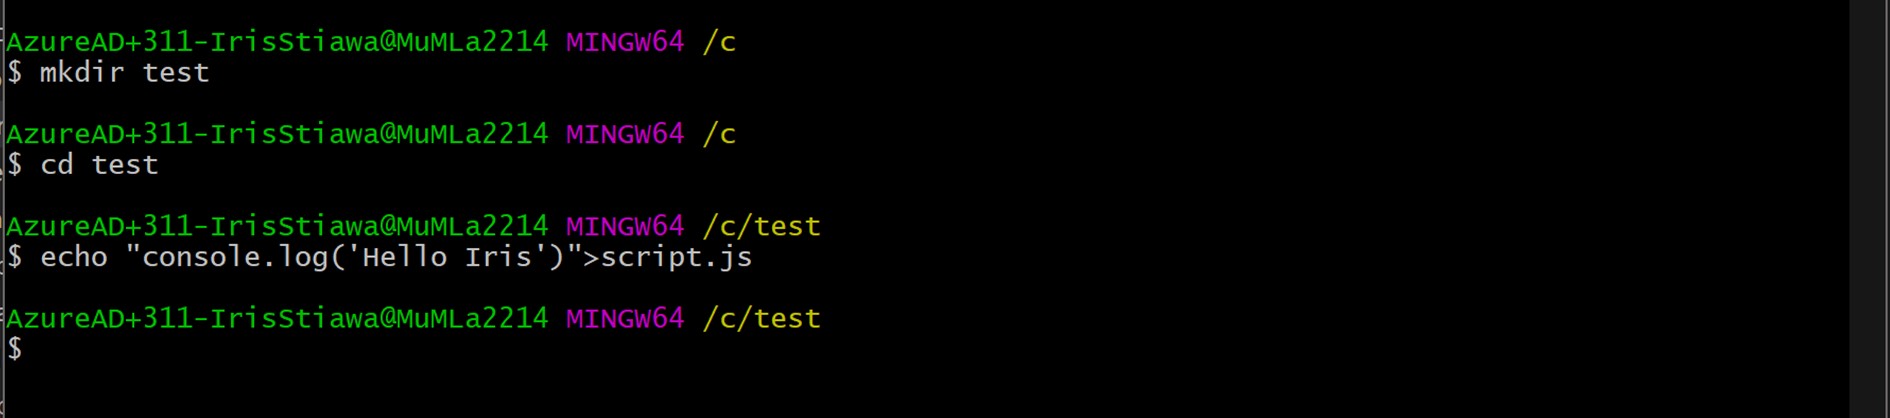 AzureAD+311-IrisStiawa@MuMLa2214 MINGW64 /c
$ mkdir test
AzureAD+311-IrisStiawa@MuMLa2214 MINGW64 /c
$ cd test
AzureAD+311-IrisStiawa@MuMLa2214 MINGW64 /c/test
$ echo "console.log('Hello Iris')">script.js
AzureAD+311-IrisStiawa@MuMLa2214 MINGW64 /c/test
$